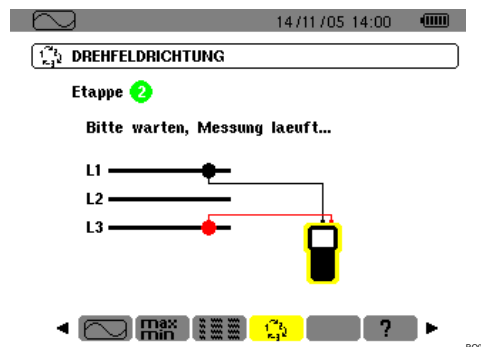 14/11/05 14:00
DREHFELDRICHTUNG
Etappe 2
Bitte warten, Messung laeuft...
L1
L2
L3
max
min
?